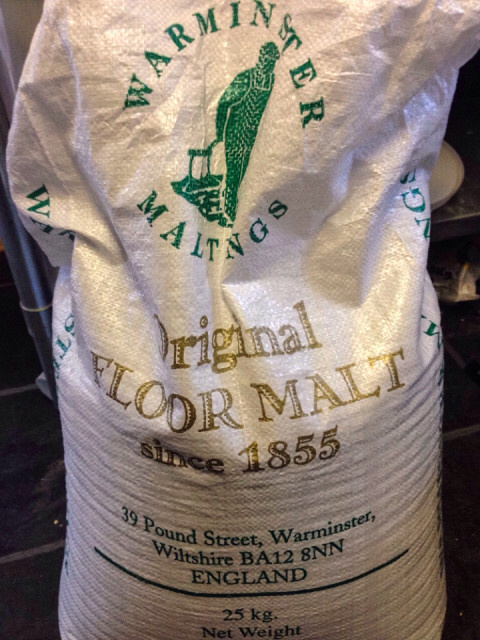 WARMINSTER
MALTINGS
Original
FLOOR MALT
since 1855
39 Pound Street, Warminster,
Wiltshire BA12 8NN
ENGLAND
25 kg.
Net Weight